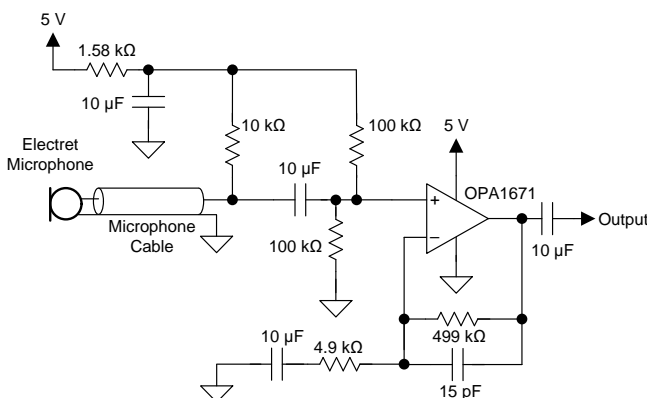 5 V
1.58 kΩ
10 µF
10 kΩ
100 kΩ
5 V
Electret
Microphone
10 µF
OPA1671
+
–
Output
Microphone
Cable
100 kΩ
10 µF
10 µF
4.9 kΩ
499 kΩ
15 pF